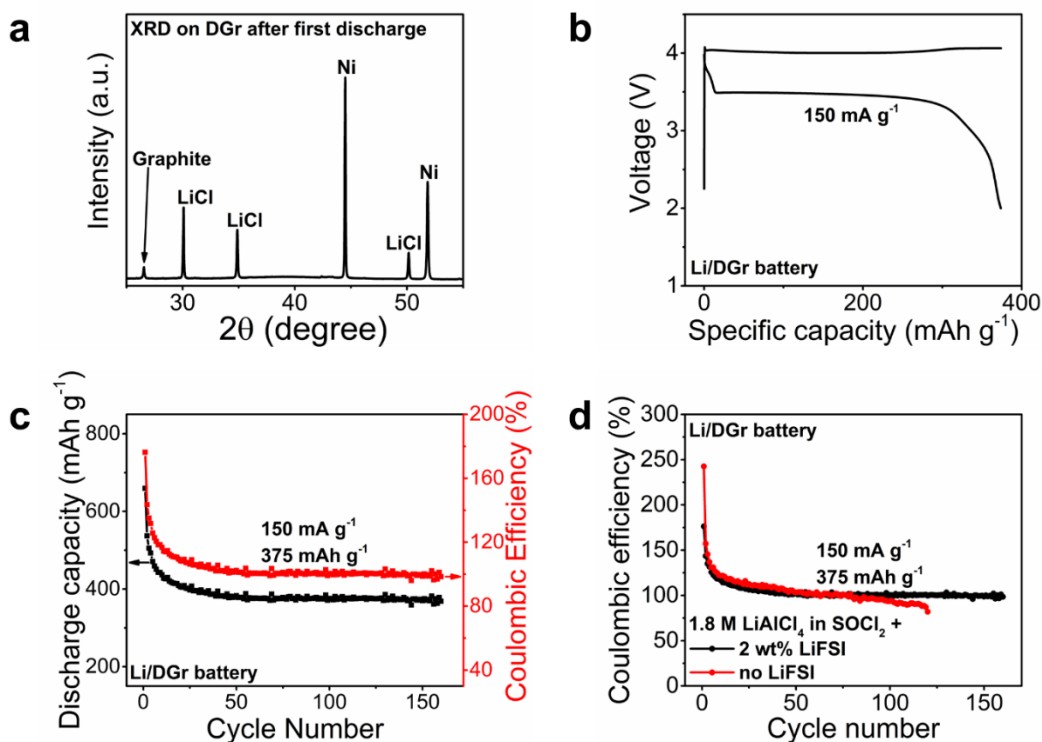 a
XRD on DGr after first discharge
Ni
Graphite
LiCl
LiCl
Ni
LiCl
Intensity (a.u.)
30
40
50
2θ (degree)
b
4
3
2
1
Voltage (V)
150 mA g⁻¹
Li/DGr battery
0
200
400
Specific capacity (mAh g⁻¹)
c
800
600
400
200
Discharge capacity (mAh g⁻¹)
200
160
120
80
40
Coulombic Efficiency (%)
150 mA g⁻¹
375 mAh g⁻¹
Li/DGr battery
0
50
100
150
Cycle Number
d
300
250
200
150
100
50
0
Coulombic efficiency (%)
Li/DGr battery
150 mA g⁻¹
375 mAh g⁻¹
1.8 M LiAlCl₄ in SOCl₂ +
2 wt% LiFSI
no LiFSI
0
50
100
150
Cycle number